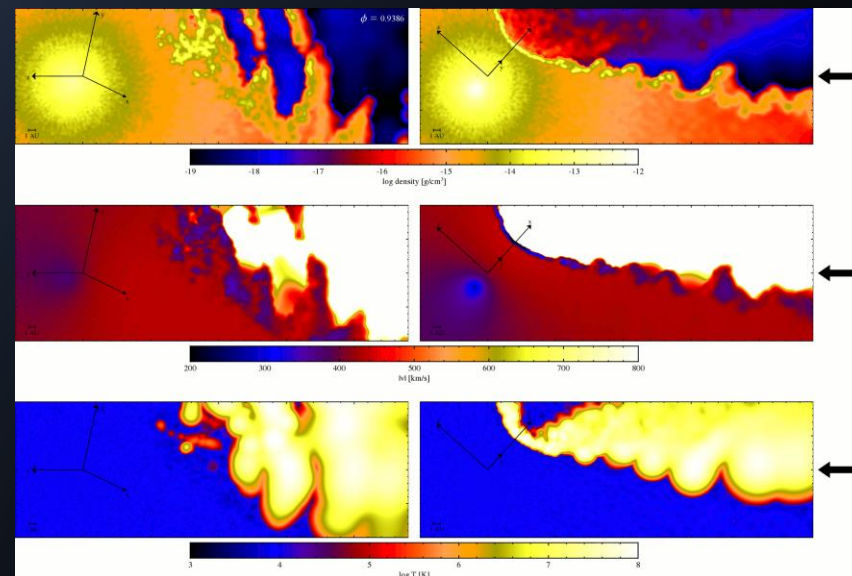 ϕ = 0.9386
1 AU
1 AU
-19 -18 -17 -16 -15 -14 -13 -12
log density [g/cm³]
200 300 400 500 600 700 800
|v| [km/s]
3 4 5 6 7 8
log T [K]